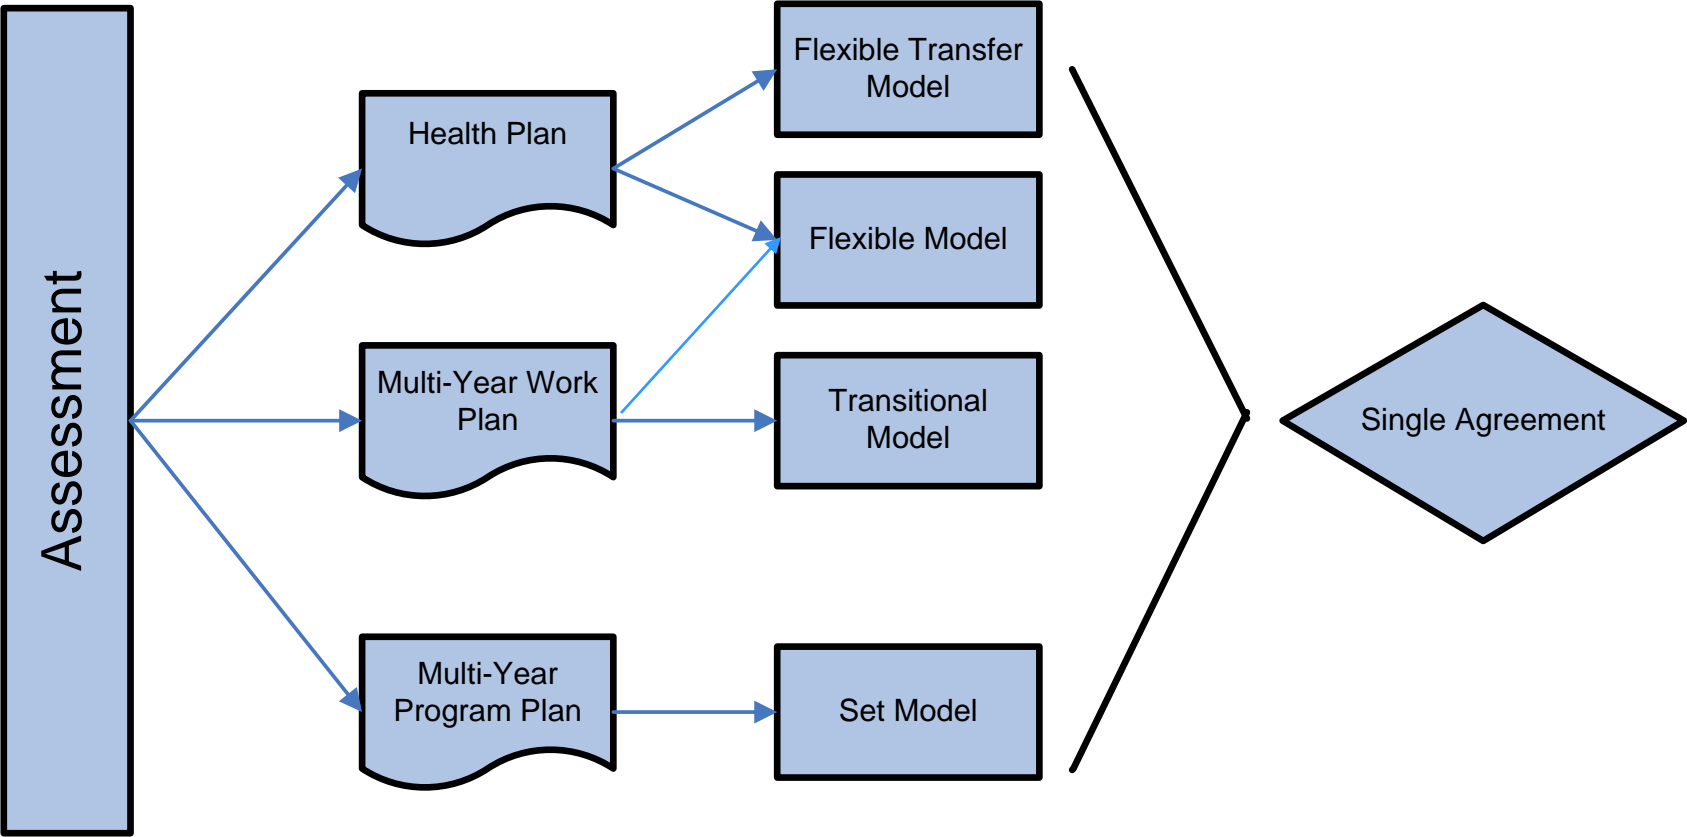 Assessment
Health Plan
Multi-Year Work
Plan
Multi-Year
Program Plan
Flexible Transfer
Model
Flexible Model
Transitional
Model
Set Model
Single Agreement